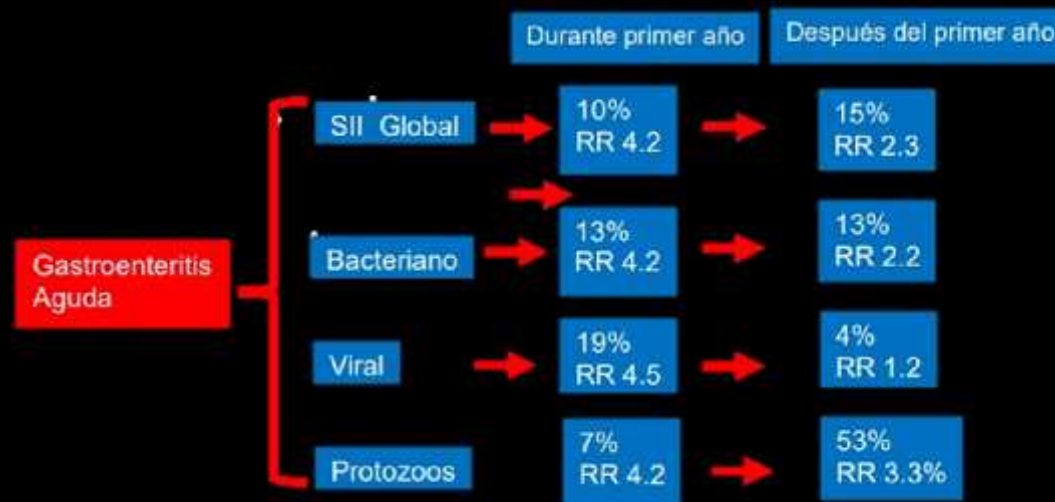 Durante primer año
Después del primer año
SII Global
10%
RR 4.2
15%
RR 2.3
Gastroenteritis
Aguda
Bacteriano
13%
RR 4.2
13%
RR 2.2
Viral
19%
RR 4.5
4%
RR 1.2
Protozoos
7%
RR 4.2
53%
RR 3.3%